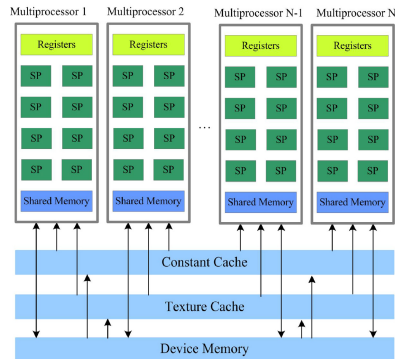 Multiprocessor 1 Multiprocessor 2 Multiprocessor N-1 Multiprocessor N
Registers Registers Registers Registers
SP SP SP SP SP SP SP SP
SP SP SP SP SP SP SP SP
...
SP SP SP SP SP SP SP SP
SP SP SP SP SP SP SP SP
Shared Memory Shared Memory Shared Memory Shared Memory
Constant Cache
Texture Cache
Device Memory